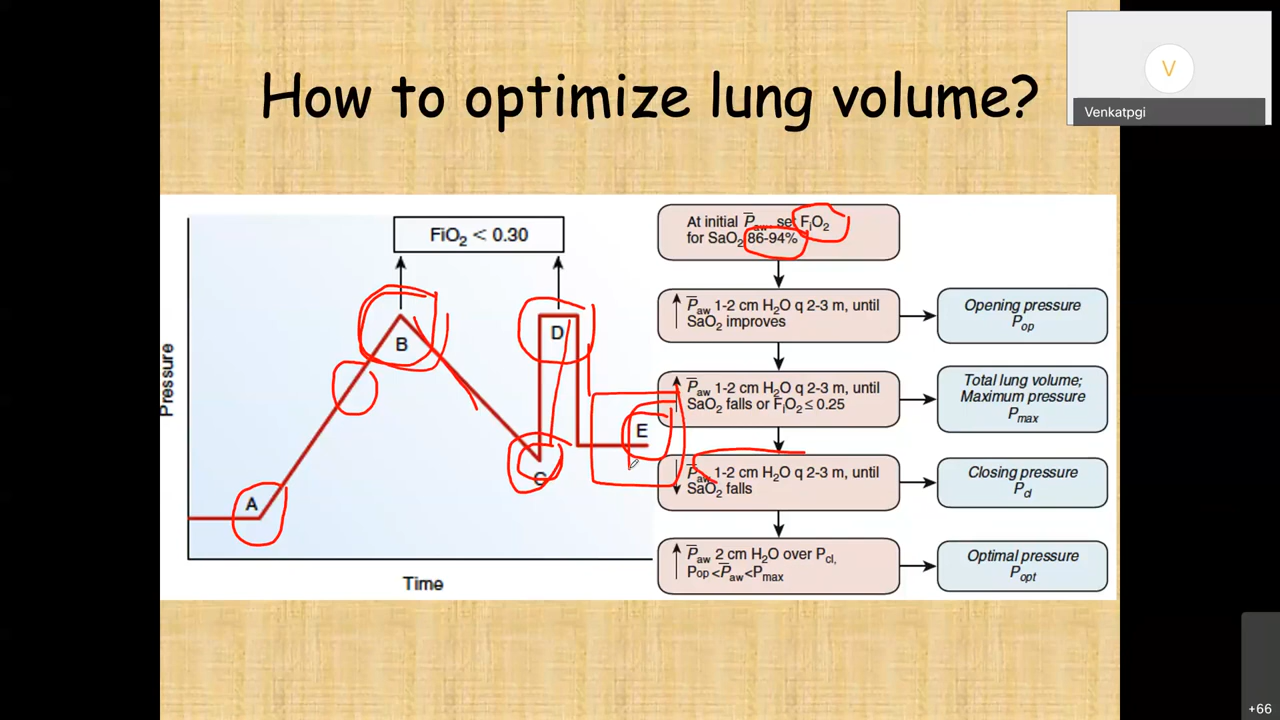 How to optimize lung volume?
V
Venkatpgi
FiO2 < 0.30
B
D
E
C
A
Pressure
Time
At initial P̅aw, set FiO2
for SaO2 86-94%
P̅aw 1-2 cm H2O q 2-3 m, until
SaO2 improves
Opening pressure
Pop
P̅aw 1-2 cm H2O q 2-3 m, until
SaO2 falls or FiO2 ≤ 0.25
Total lung volume;
Maximum pressure
Pmax
P̅aw 1-2 cm H2O q 2-3 m, until
SaO2 falls
Closing pressure
Pcl
P̅aw 2 cm H2O over Pcl,
Pop <P̅aw <Pmax
Optimal pressure
Popt
+66